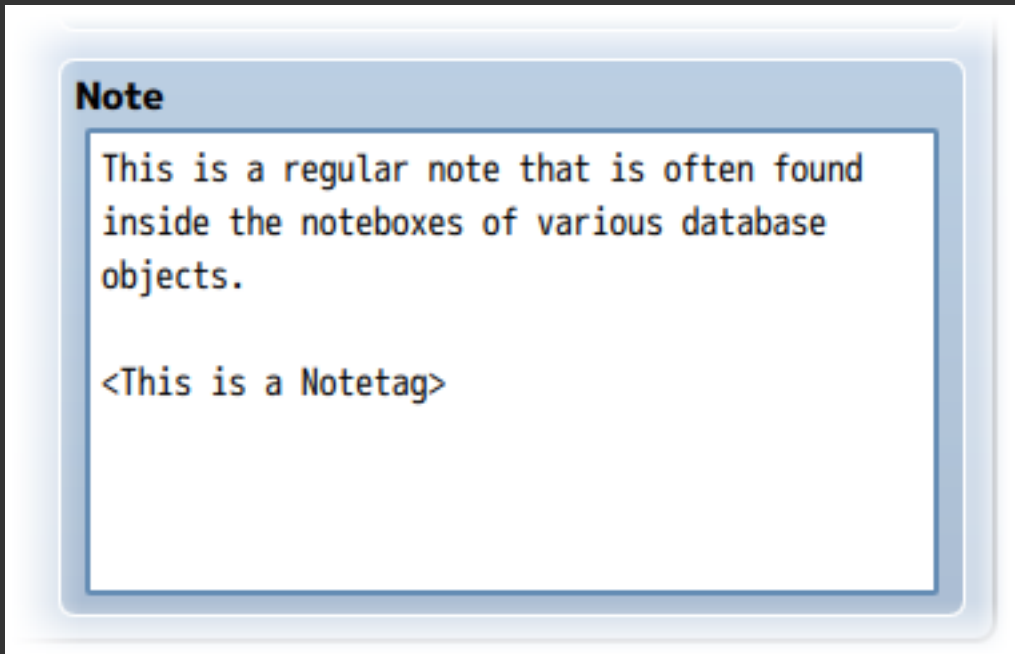 Note
This is a regular note that is often found
inside the noteboxes of various database
objects.
<This is a Notetag>